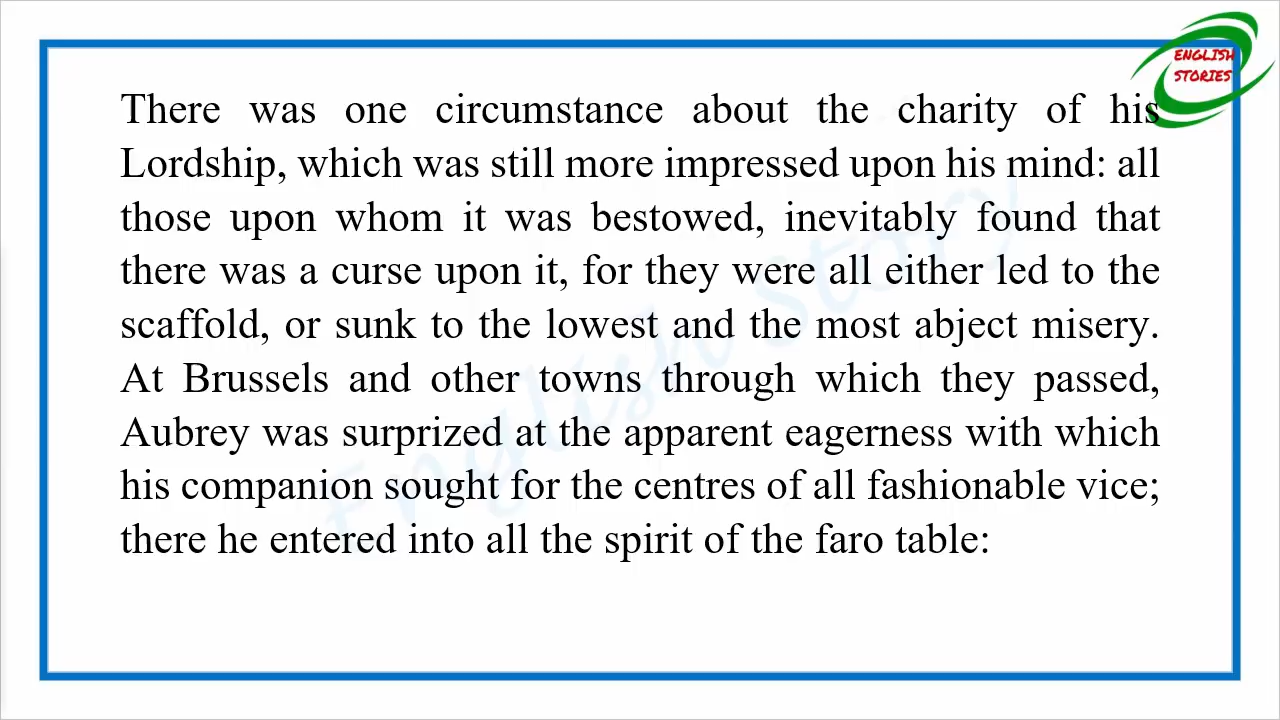 ENGLISH
STORIES
There was one circumstance about the charity of his
Lordship, which was still more impressed upon his mind: all
those upon whom it was bestowed, inevitably found that
there was a curse upon it, for they were all either led to the
scaffold, or sunk to the lowest and the most abject misery.
At Brussels and other towns through which they passed,
Aubrey was surprized at the apparent eagerness with which
his companion sought for the centres of all fashionable vice;
there he entered into all the spirit of the faro table:
English Story